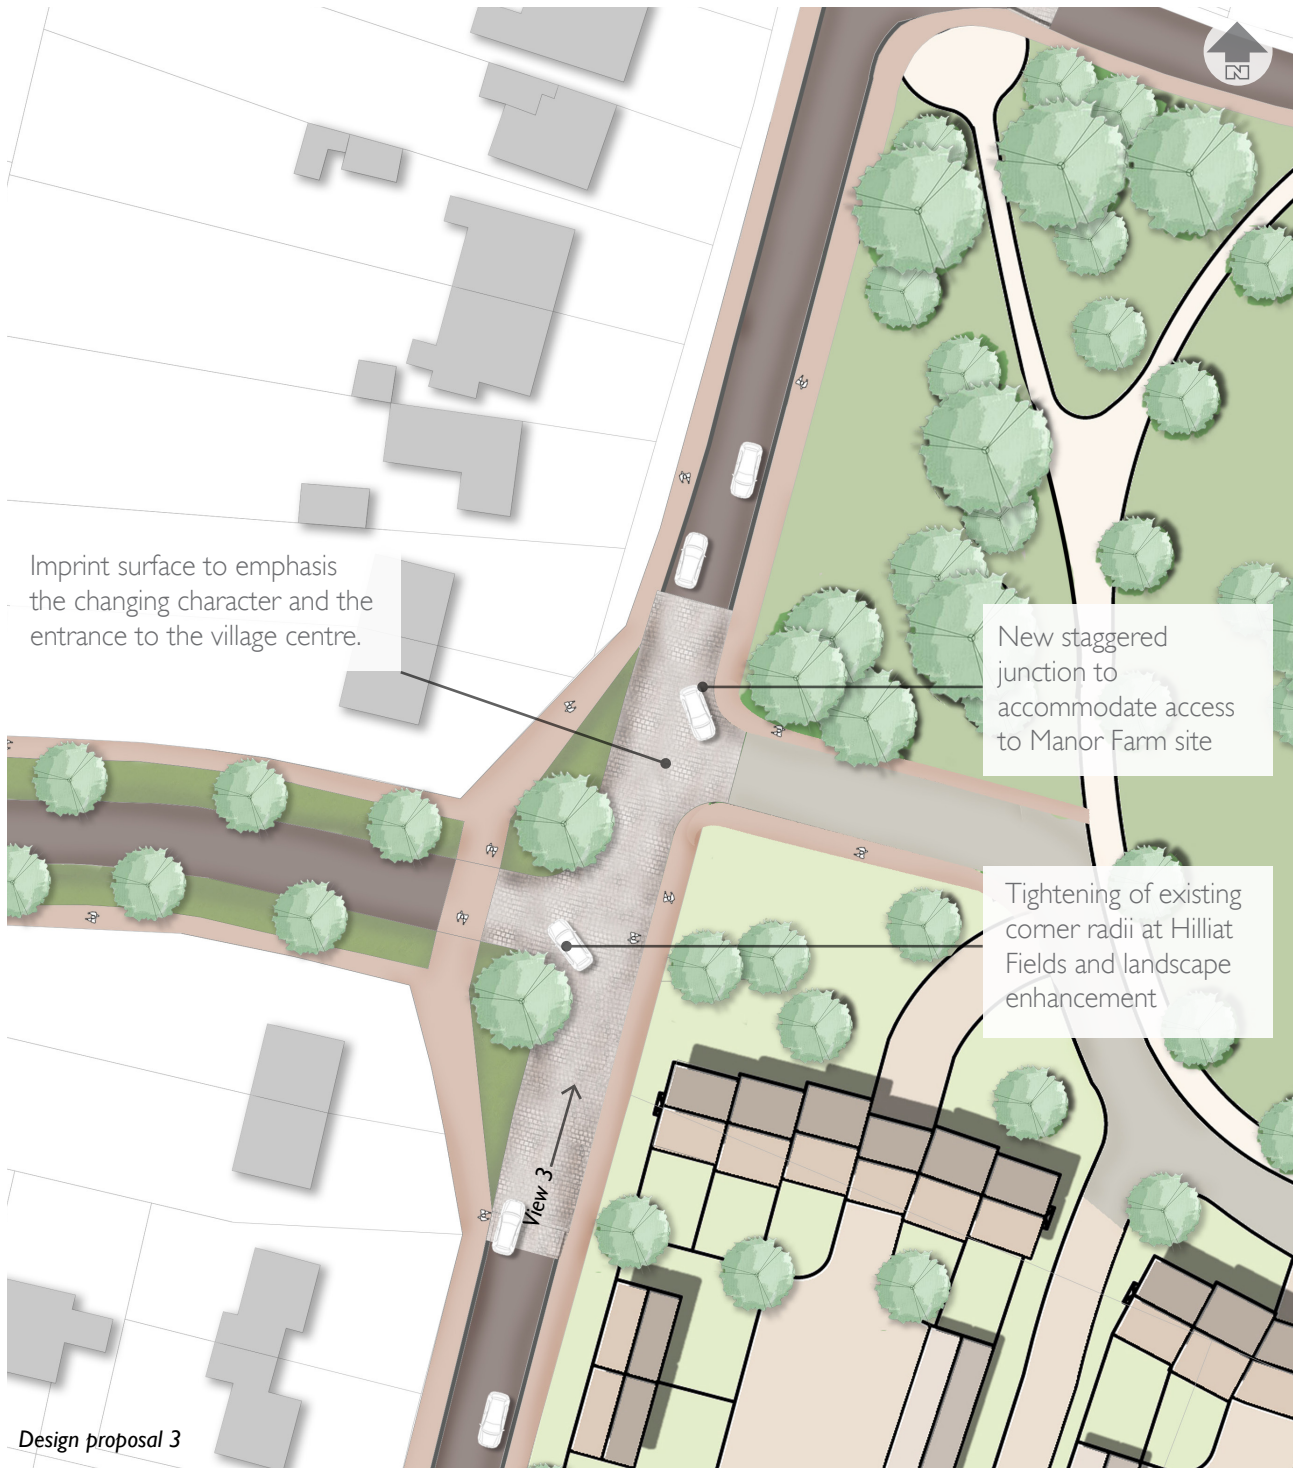 N
Imprint surface to emphasis
the changing character and the
entrance to the village centre.
New staggered
junction to
accommodate access
to Manor Farm site
Tightening of existing
corner radii at Hilliat
Fields and landscape
enhancement
View 3
Design proposal 3